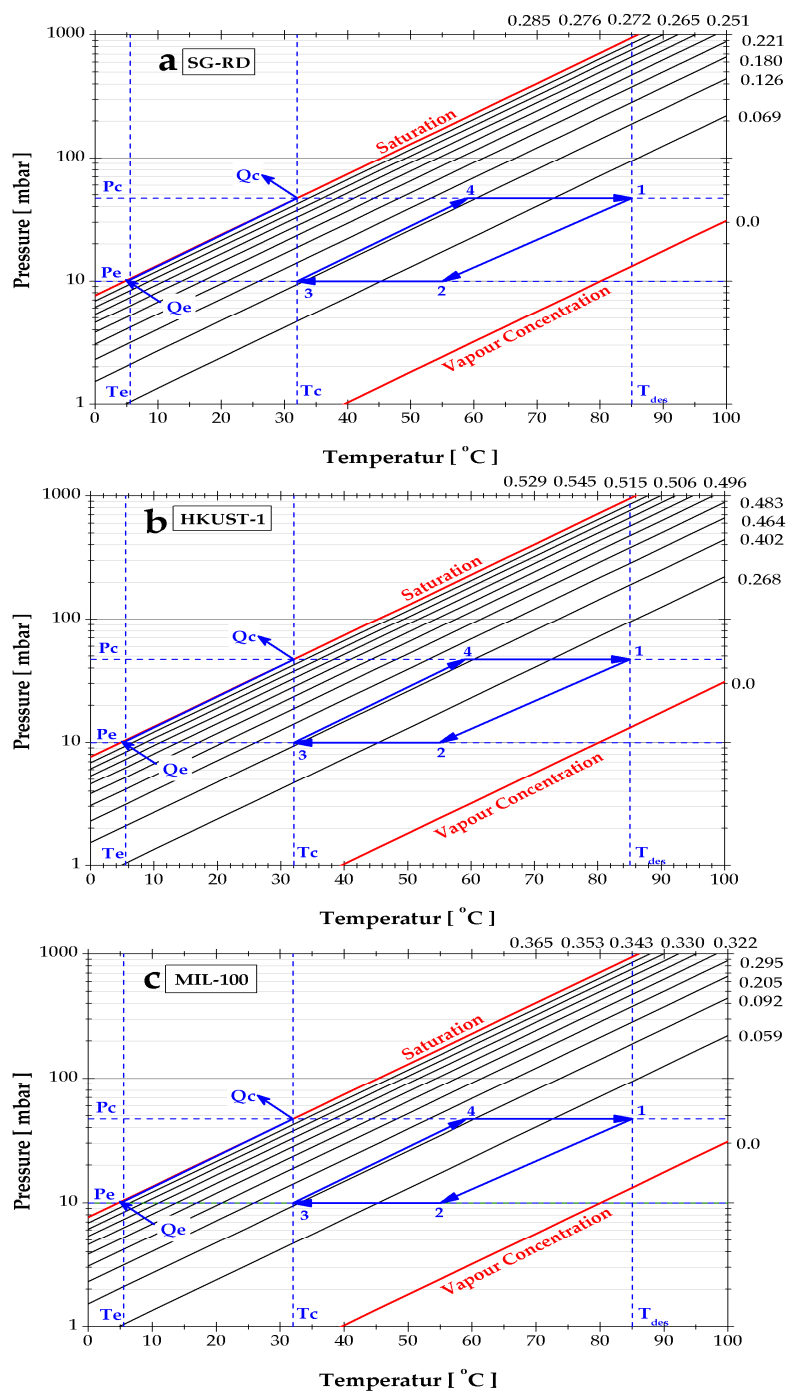 0.285 0.276 0.272 0.265 0.251
1000
a SG-RD
0.221
0.180
0.126
0.069
Saturation
100
Qc
Pc
4
1
0.0
Pe
10
3
2
Qe
Vapour Concentration
Te
Tc
T des
1
0 10 20 30 40 50 60 70 80 90 100
Pressure [ mbar ]
Temperatur [ °C ]
0.529 0.545 0.515 0.506 0.496
1000
b HKUST-1
0.483
0.464
0.402
0.268
Saturation
100
Qc
Pc
4
1
0.0
Pe
10
3
2
Qe
Vapour Concentration
Te
Tc
T des
1
0 10 20 30 40 50 60 70 80 90 100
Pressure [ mbar ]
Temperatur [ °C ]
0.365 0.353 0.343 0.330 0.322
1000
c MIL-100
0.295
0.205
0.092
0.059
Saturation
100
Qc
Pc
4
1
0.0
Pe
10
3
2
Qe
Vapour Concentration
Te
Tc
T des
1
0 10 20 30 40 50 60 70 80 90 100
Pressure [ mbar ]
Temperatur [ °C ]